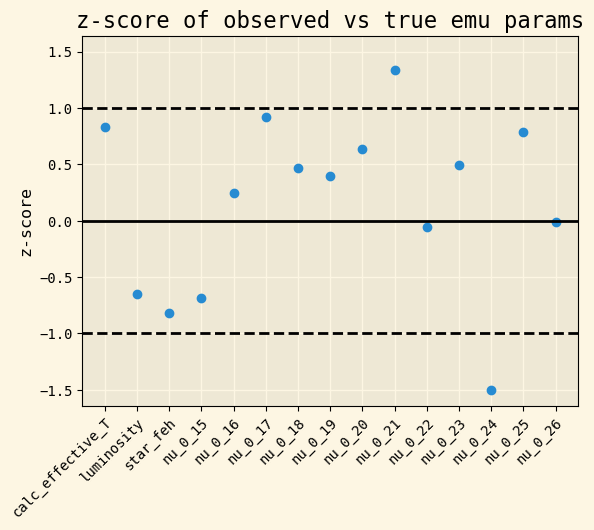 z-score of observed vs true emu params
z-score
1.5
1.0
0.5
0.0
−0.5
−1.0
−1.5
calc_effective_T
luminosity
star_feh
nu_0_15
nu_0_16
nu_0_17
nu_0_18
nu_0_19
nu_0_20
nu_0_21
nu_0_22
nu_0_23
nu_0_24
nu_0_25
nu_0_26